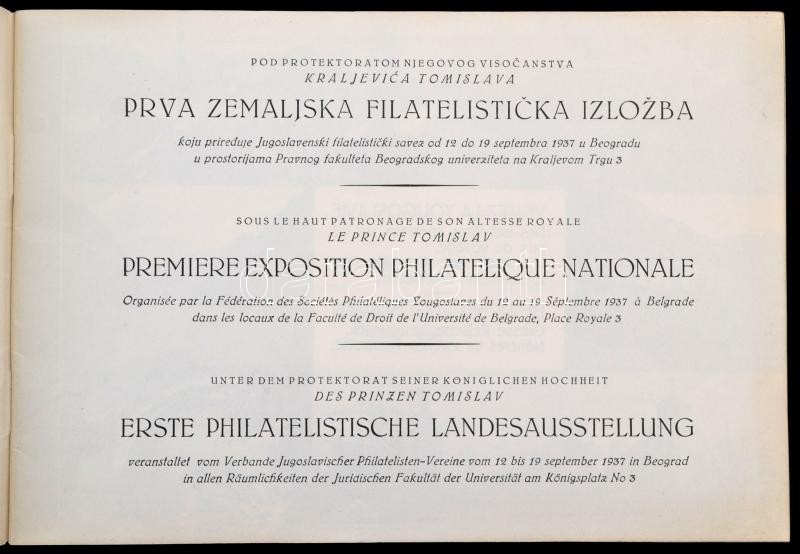 POD PROTEKTORATOM NJEGOVOG VISOČANSTVA
KRALJEVIĆA TOMISLAVA
PRVA ZEMALJSKA FILATELISTIČKA IZLOŽBA
koju priređuje Jugoslavenski filatelistički savez od 12 do 19 septembra 1937 u Beogradu
u prostorijama Pravnog fakulteta Beogradskog univerziteta na Kraljevom Trgu 3
SOUS LE HAUT PATRONAGE DE SON ALTESSE ROYALE
LE PRINCE TOMISLAV
PREMIERE EXPOSITION PHILATELIQUE NATIONALE
Organisée par la Fédération des Sociétés Philatéliques Yougoslaves du 12 au 19 Séptembre 1937 à Belgrade
dans les locaux de la Faculté de Droit de l'Université de Belgrade, Place Royale 3
UNTER DEM PROTEKTORAT SEINER KÖNIGLICHEN HOCHHEIT
DES PRINZEN TOMISLAV
ERSTE PHILATELISTISCHE LANDESAUSSTELLUNG
veranstaltet vom Verbande Jugoslavischer Philatelisten-Vereine vom 12 bis 19 september 1937 in Beograd
in allen Räumlichkeiten der Juridischen Fakultät der Universität am Königsplatz No 3